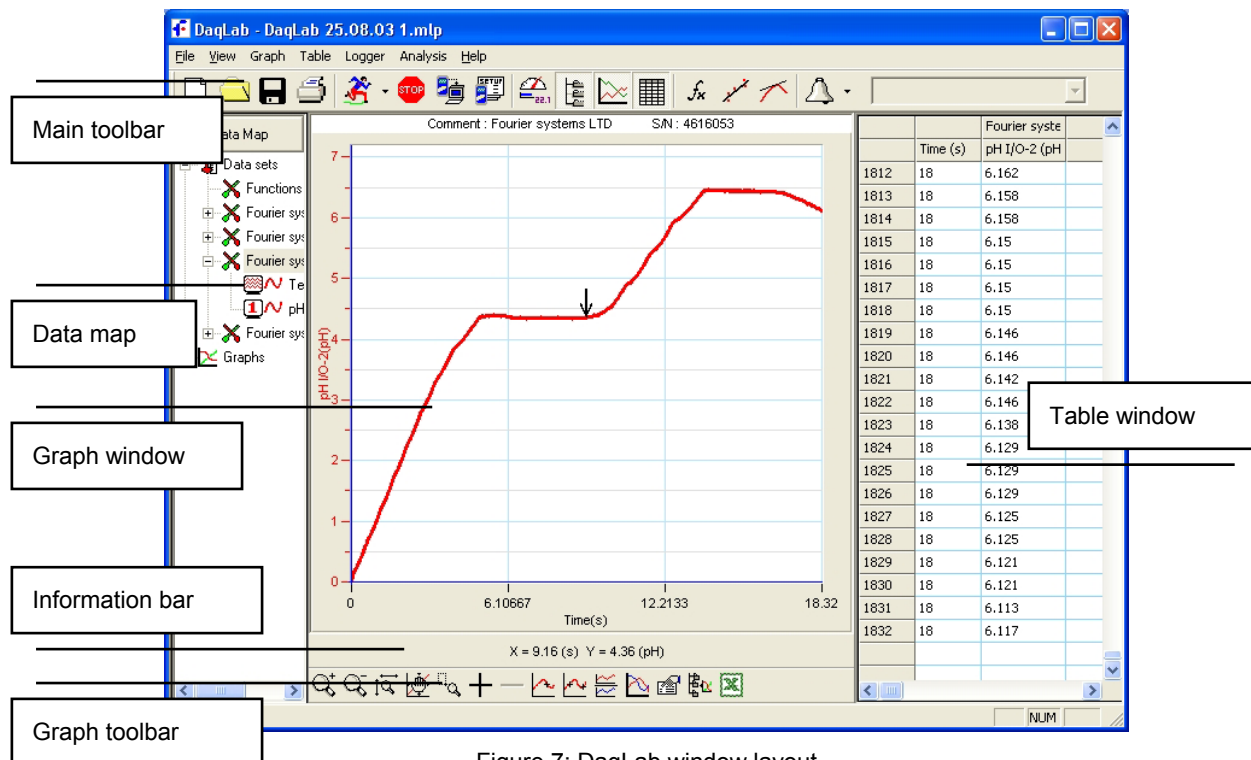 DaqLab - DaqLab 25.08.03 1.mlp
File View Graph Table Logger Analysis Help
STOP
SETUP
22.1
Main toolbar
ata Map
Data sets
Functions
Fourier sys
Fourier sys
Fourier sys
Te
1 pH
Fourier sys
Graphs
Data map
Graph window
Information bar
Graph toolbar
Comment : Fourier systems LTD S/N : 4616053
7
6
5
4
3
2
1
0
pH I/O-2(pH)
0 6.10667 12.2133 18.32
Time(s)
X = 9.16 (s) Y = 4.36 (pH)
Fourier syste
Time (s) pH I/O-2 (pH
1812 18 6.162
1813 18 6.158
1814 18 6.158
1815 18 6.15
1816 18 6.15
1817 18 6.15
1818 18 6.15
1819 18 6.146
1820 18 6.146
1821 18 6.142
1822 18 6.146
1823 18 6.138
1824 18 6.129
1825 18 6.129
1826 18 6.129
1827 18 6.125
1828 18 6.125
1829 18 6.121
1830 18 6.121
1831 18 6.113
1832 18 6.117
Table window
NUM
Figure 7: DaqLab window layout